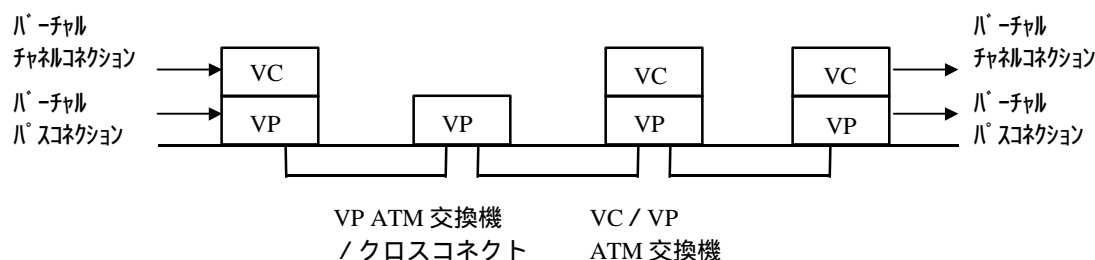 バーチャル
チャネルコネクション
バーチャル
パスコネクション
VC
VP
VP
VC
VP
VC
VP
バーチャル
チャネルコネクション
バーチャル
パスコネクション
VP ATM 交換機
/ クロスコネクト
VC / VP
ATM 交換機